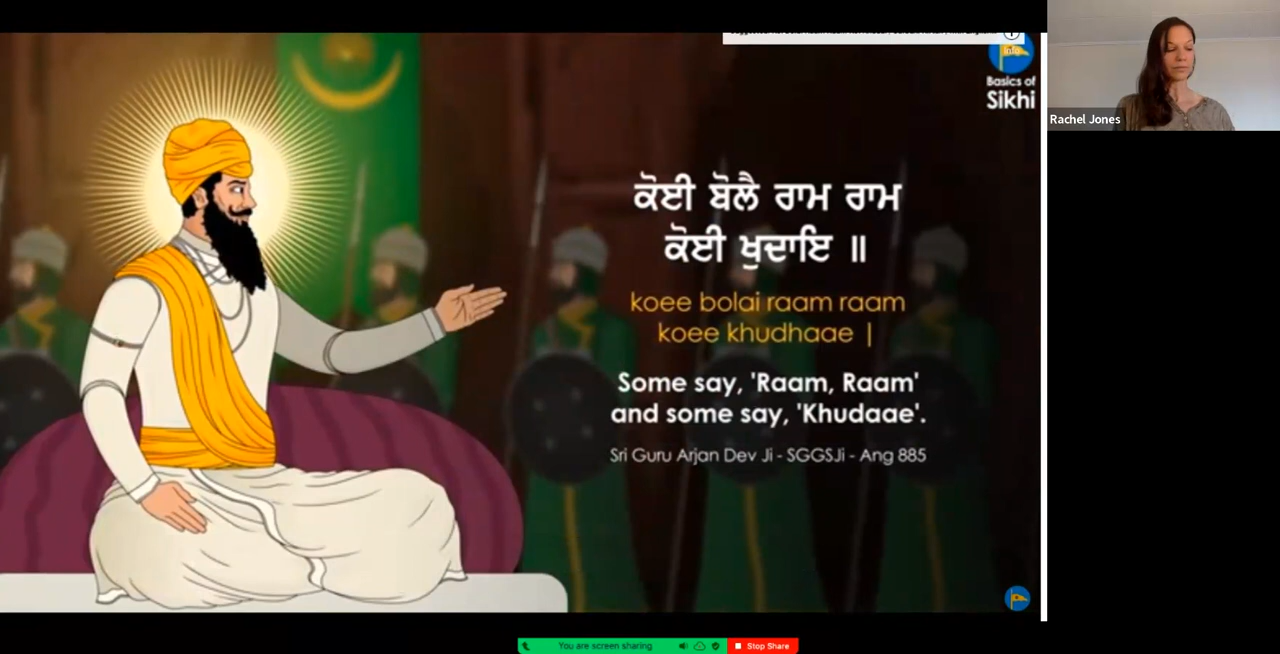 info
Basics of
Sikhi
Rachel Jones
ਕੋਈ ਬੋਲੈ ਰਾਮ ਰਾਮ
ਕੋਈ ਖੁਦਾਇ ॥
koee bolai raam raam
koee khudhaae |
Some say, 'Raam, Raam'
and some say, 'Khudaae'.
Sri Guru Arjan Dev Ji - SGGSJi - Ang 885
You are screen sharing
Stop Share